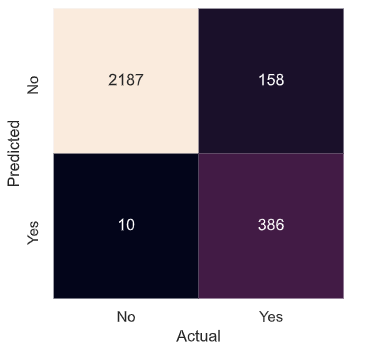 Predicted
No
2187
158
Yes
10
386
No
Yes
Actual